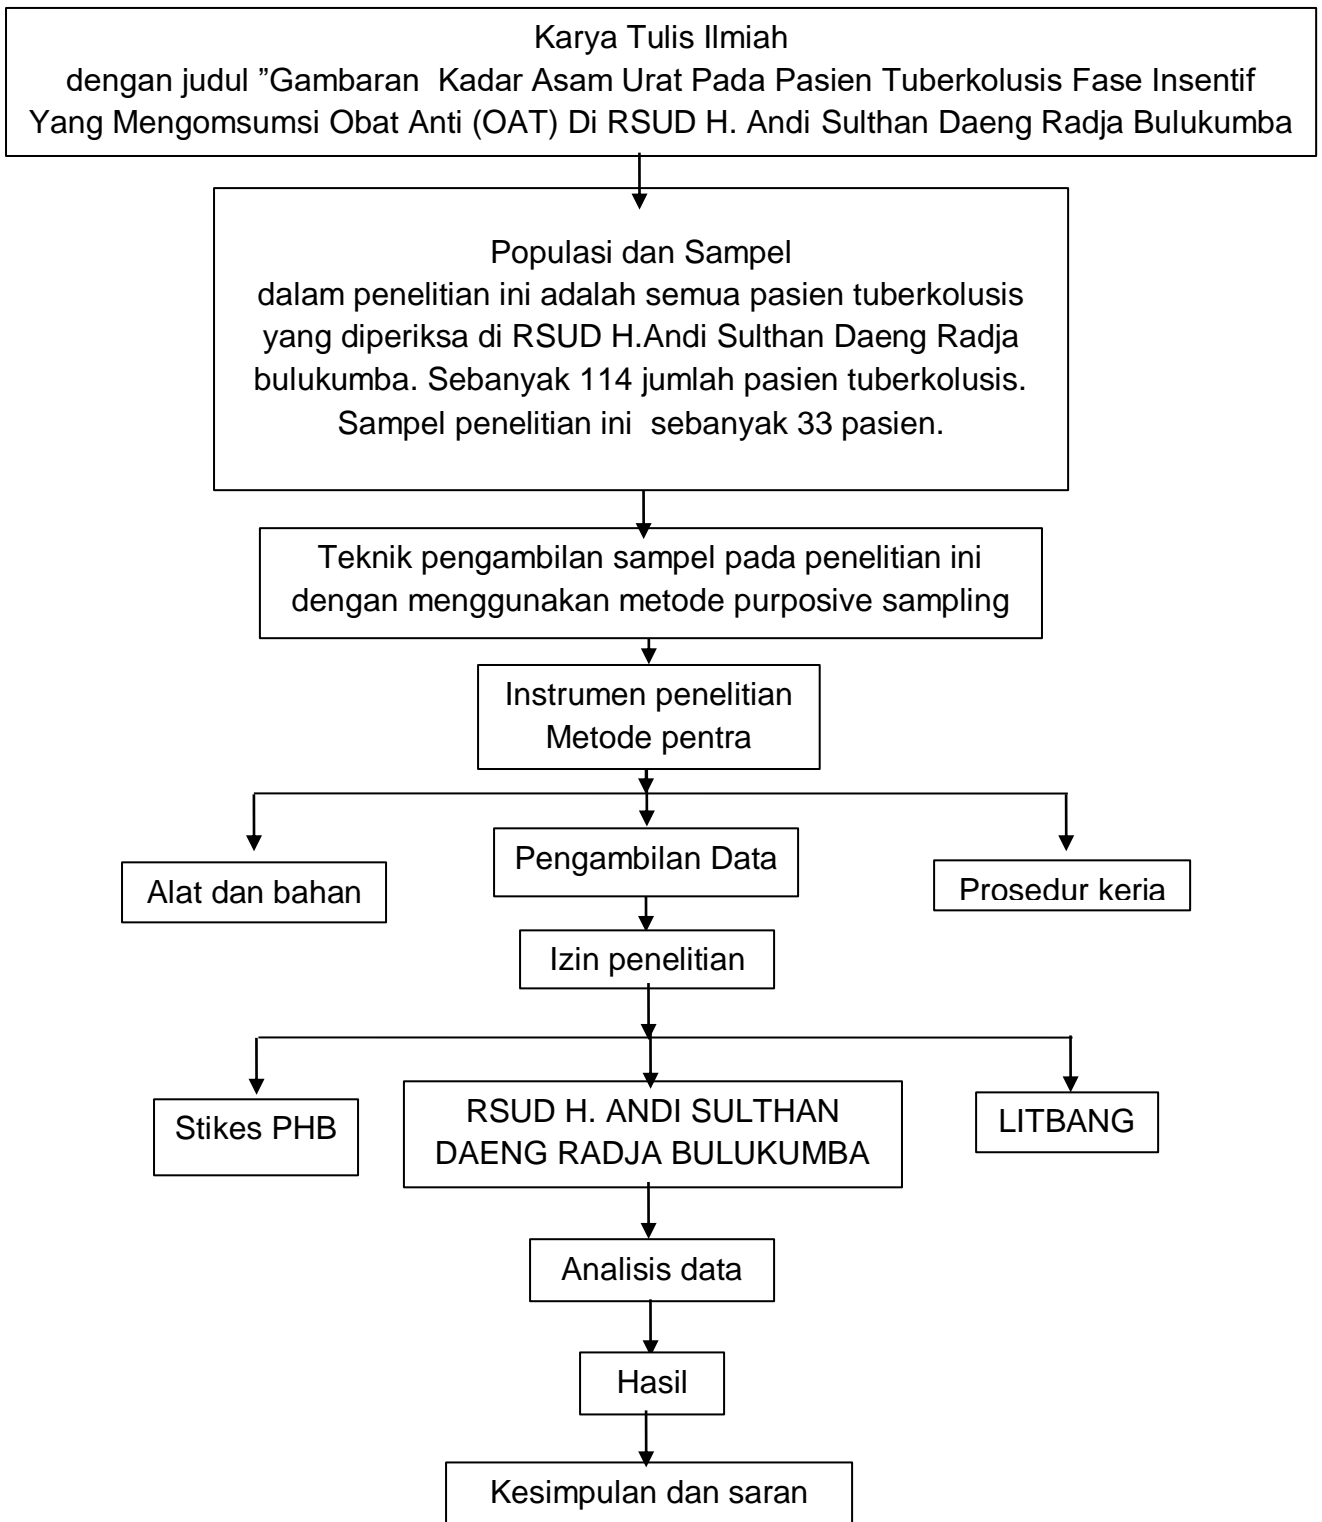 Karya Tulis Ilmiah
dengan judul ”Gambaran  Kadar Asam Urat Pada Pasien Tuberkolusis Fase Insentif
Yang Mengomsumsi Obat Anti (OAT) Di RSUD H. Andi Sulthan Daeng Radja Bulukumba
Populasi dan Sampel
dalam penelitian ini adalah semua pasien tuberkolusis
yang diperiksa di RSUD H.Andi Sulthan Daeng Radja
bulukumba. Sebanyak 114 jumlah pasien tuberkolusis.
Sampel penelitian ini  sebanyak 33 pasien.
Teknik pengambilan sampel pada penelitian ini
dengan menggunakan metode purposive sampling
Instrumen penelitian
Metode pentra
Alat dan bahan
Pengambilan Data
Prosedur kerja
Izin penelitian
Stikes PHB
RSUD H. ANDI SULTHAN
DAENG RADJA BULUKUMBA
LITBANG
Analisis data
Hasil
Kesimpulan dan saran